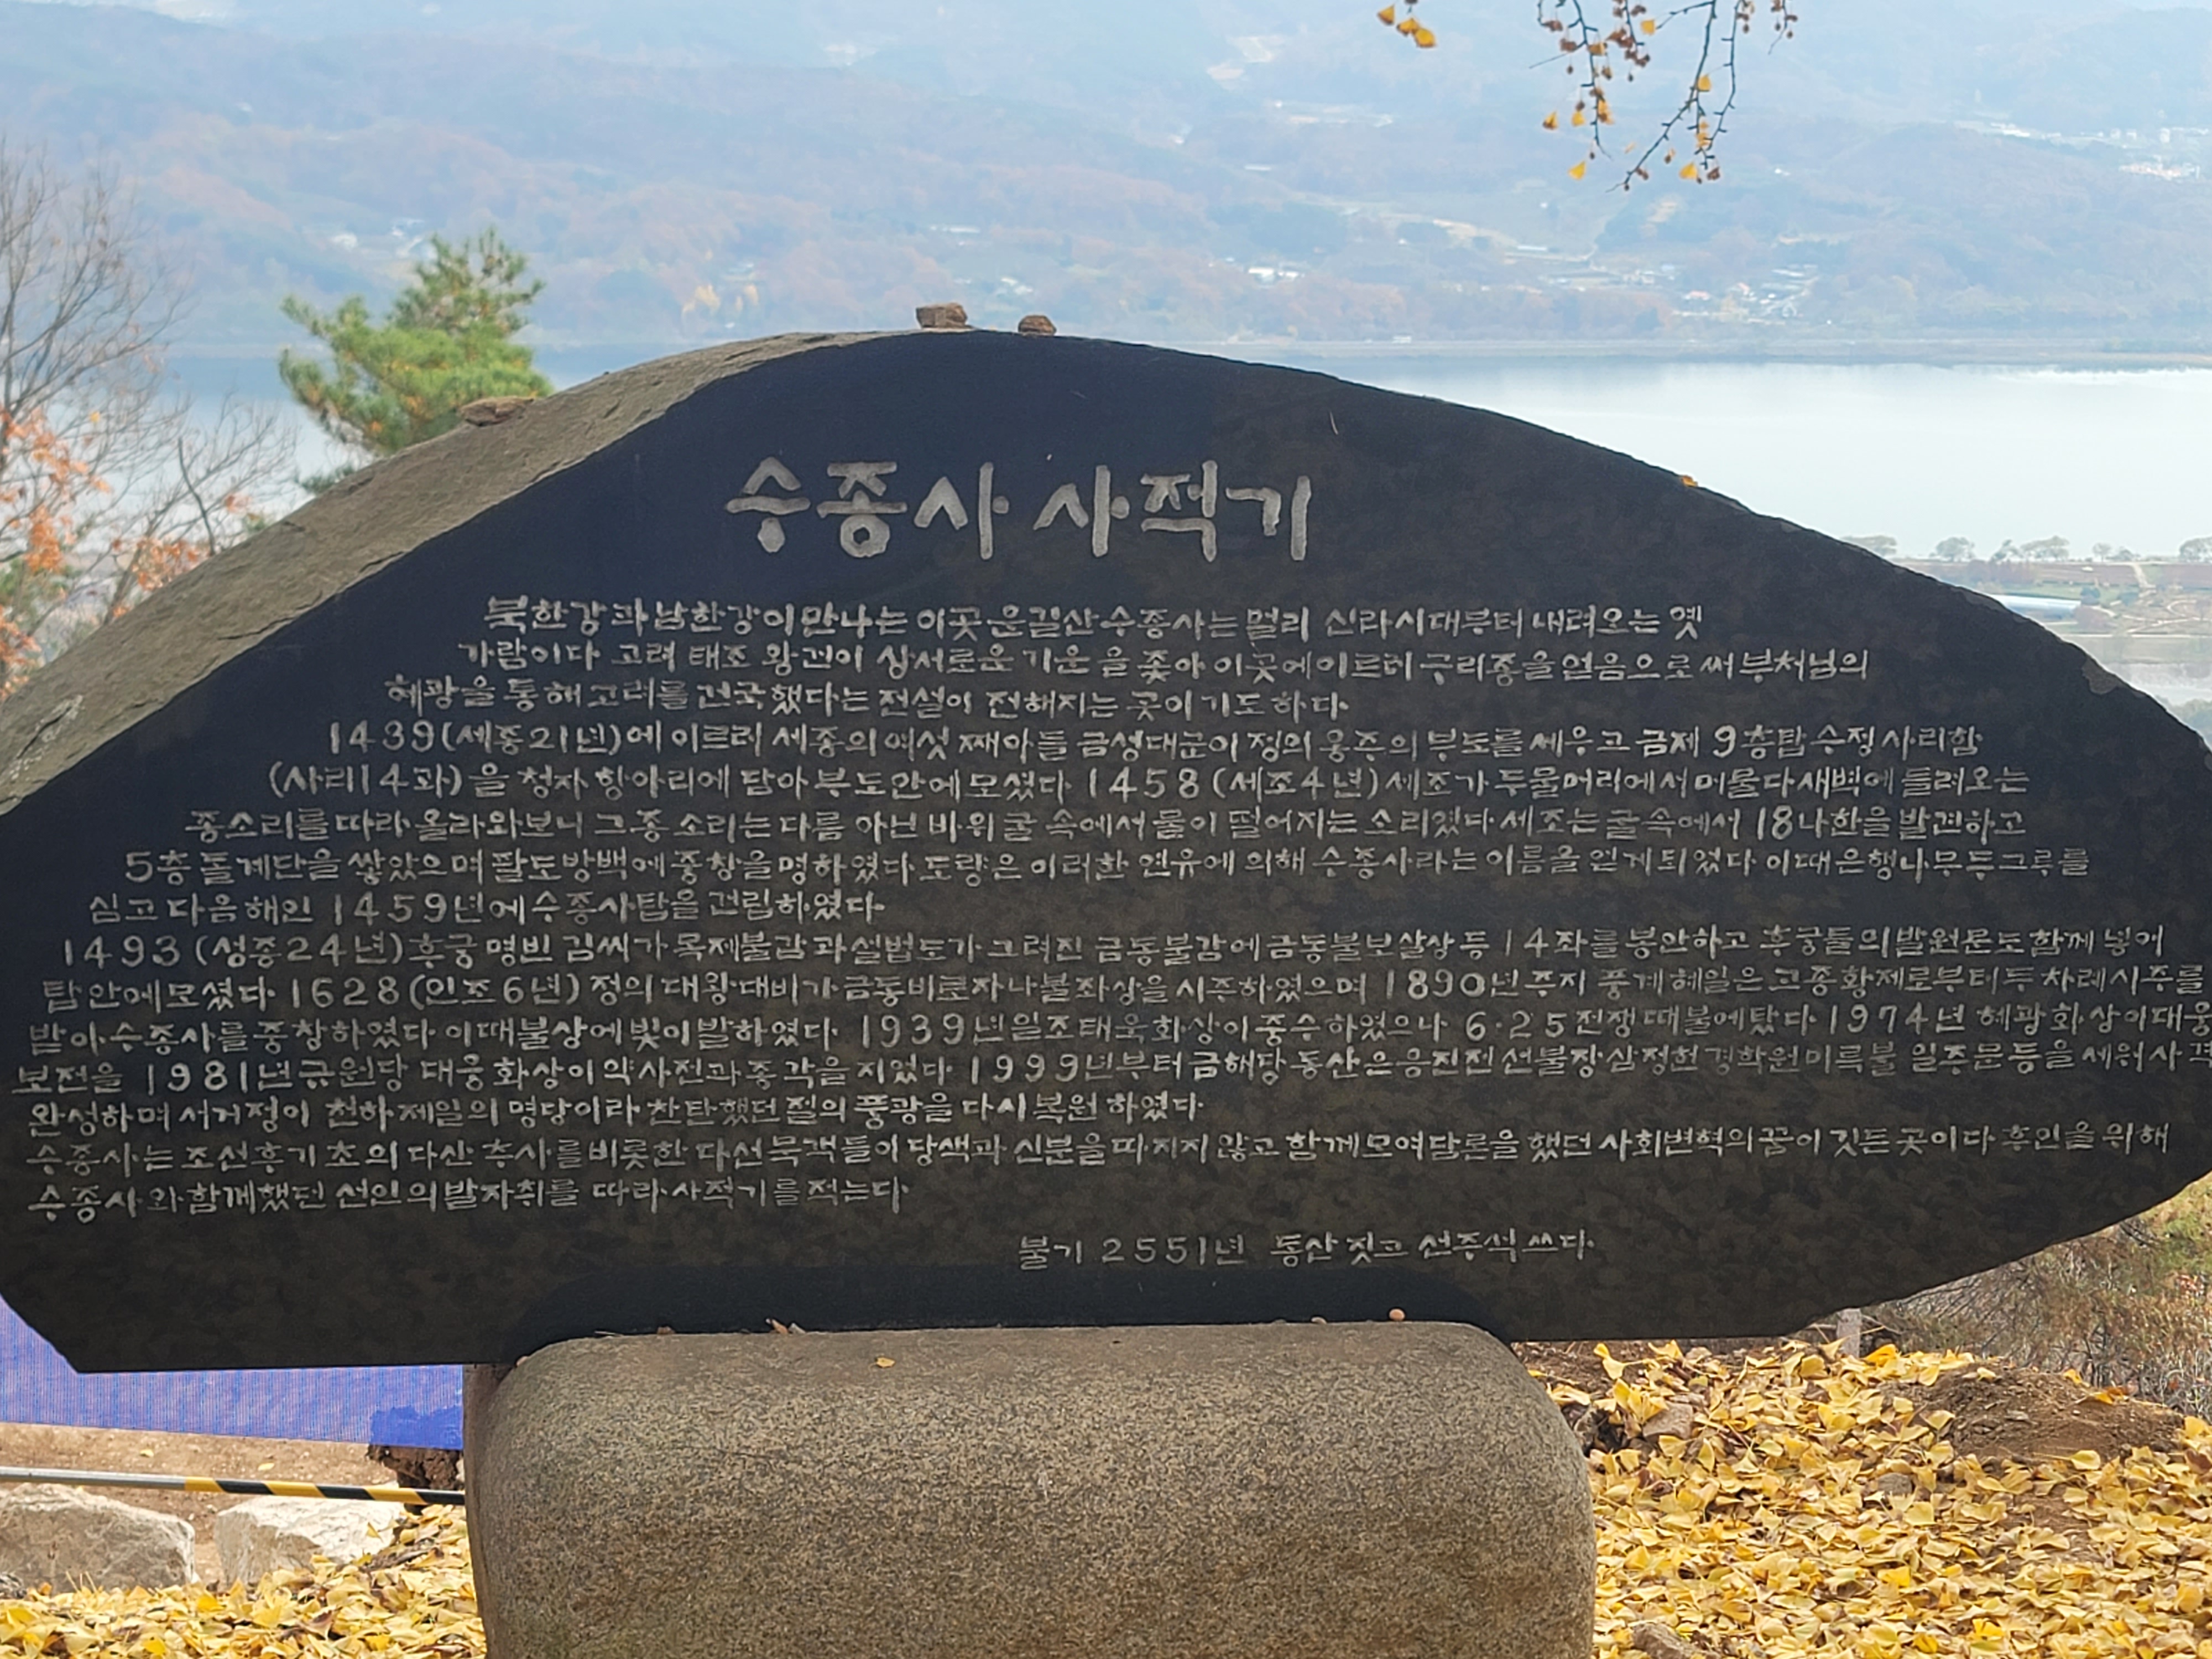 수종사 사적기
북한강과 남한강이 만나는 이곳 운길산 수종사는 멀리 신라시대부터 내려오는 옛
가람이다 고려 태조 왕건이 상서로운 기운을 좇아 이곳에 이르러 구리종을 얻음으로 써 부처님의
혜광을 통해 고려를 건국했다는 전설이 전해지는 곳이기도 하다.
1439(세종21년)에 이르러 세종의 여섯 째아들 금성대군이 정의 옹주의 부도를 세우고 금제 9층탑 수정 사리함
(사리14과)을 청자 항아리에 담아 부도안에 모셨다 1458(세조4년)세조가 두물머리에서 머물다 새벽에 들려오는
종소리를 따라 올라와보니 그 종소리는 다름 아닌 바위굴 속에서 물이 떨어지는 소리였다 세조는 굴속에서 18나한을 발견하고
5층 돌계단을 쌓았으며 팔도방백에 중창을 명하였다 도량은 이러한 연유에 의해 수종사라는 이름을 얻게 되었다 이때 은행나무 두그루를
심고 다음해인 1459년에 수종사탑을 건립하였다
1493(성종24년)후궁 명빈 김씨가 목제불감과 설법도가 그려진 금동불감에 금동불보살상 등 14좌를 봉안하고 후궁들의 발원문도 함께 넣어
탑안에 모셨다 1628(인조6년)정의 대왕대비가 금동비로자나불 좌상을 시주하였으며 1890년 주지 풍계혜일은 고종황제로부터 두 차례 시주를
받아 수종사를 중창하였다 이때불상에 빛이 발하였다 1939년 일조태욱화상이 중수하였으나 6·25전쟁때 불에탔다 1974년 혜광화상이 대웅
보전을 1981년 규원당 대웅화상이 약사전과 종각을 지었다 1999년부터 금해당 동산은 응진전 선불장 삼정헌 경학원 미륵불 일주문등을 세워 사격
완성하며 서거정이 천하 제일의 명당이라 찬탄했던 절의 풍광을 다시복원 하였다
수종사는 조선후기 초의 다산 추사를 비롯한 다선묵객들이 당색과 신분을 따지지 않고 함께모여 담론을 했던 사회변혁의 꿈이 깃든 곳이다 후인을 위해
수종사와 함께했던 선인의 발자취를 따라 사적기를 적는다
불기 2551년 동산 짓고 선종석 쓰다